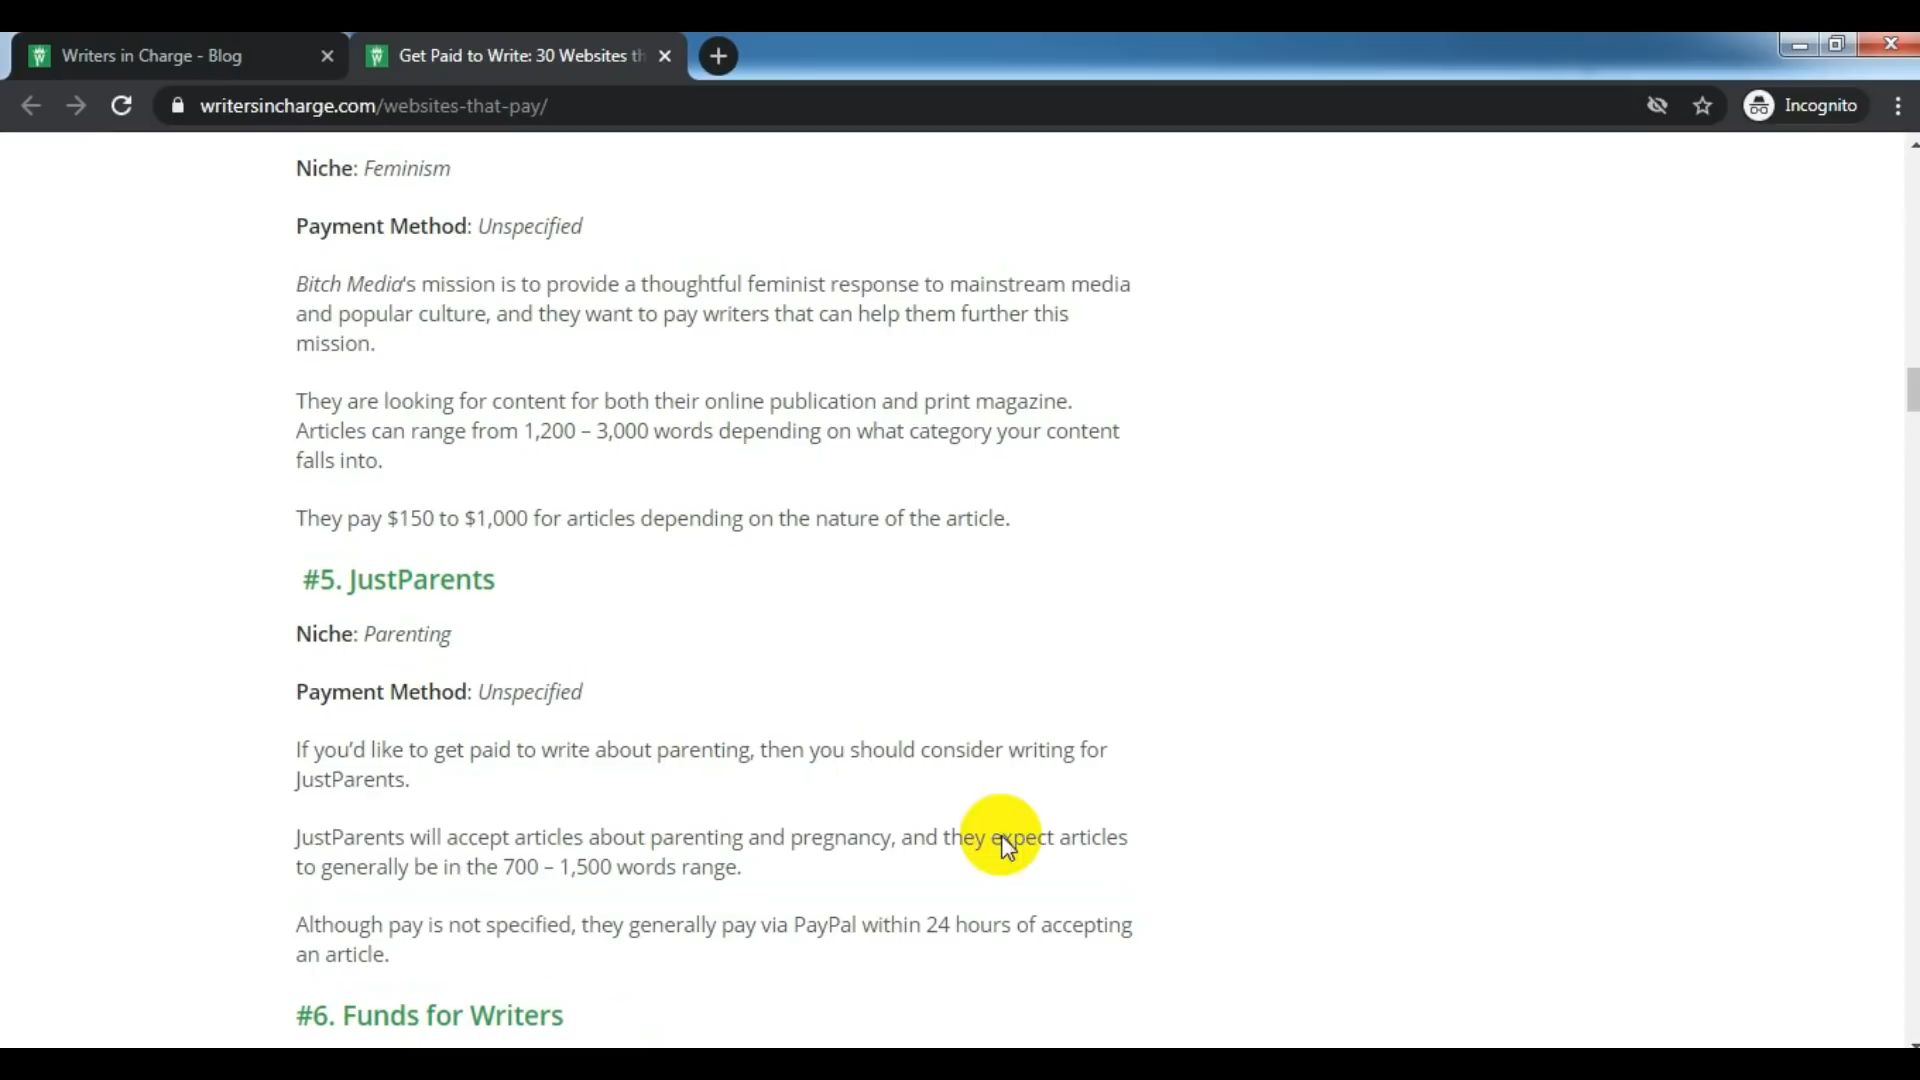 Writers in Charge - Blog
Get Paid to Write: 30 Websites th
writersincharge.com/websites-that-pay/
Incognito
Niche: Feminism
Payment Method: Unspecified
Bitch Media's mission is to provide a thoughtful feminist response to mainstream media
and popular culture, and they want to pay writers that can help them further this
mission.
They are looking for content for both their online publication and print magazine.
Articles can range from 1,200 – 3,000 words depending on what category your content
falls into.
They pay $150 to $1,000 for articles depending on the nature of the article.
#5. JustParents
Niche: Parenting
Payment Method: Unspecified
If you'd like to get paid to write about parenting, then you should consider writing for
JustParents.
JustParents will accept articles about parenting and pregnancy, and they expect articles
to generally be in the 700 – 1,500 words range.
Although pay is not specified, they generally pay via PayPal within 24 hours of accepting
an article.
#6. Funds for Writers